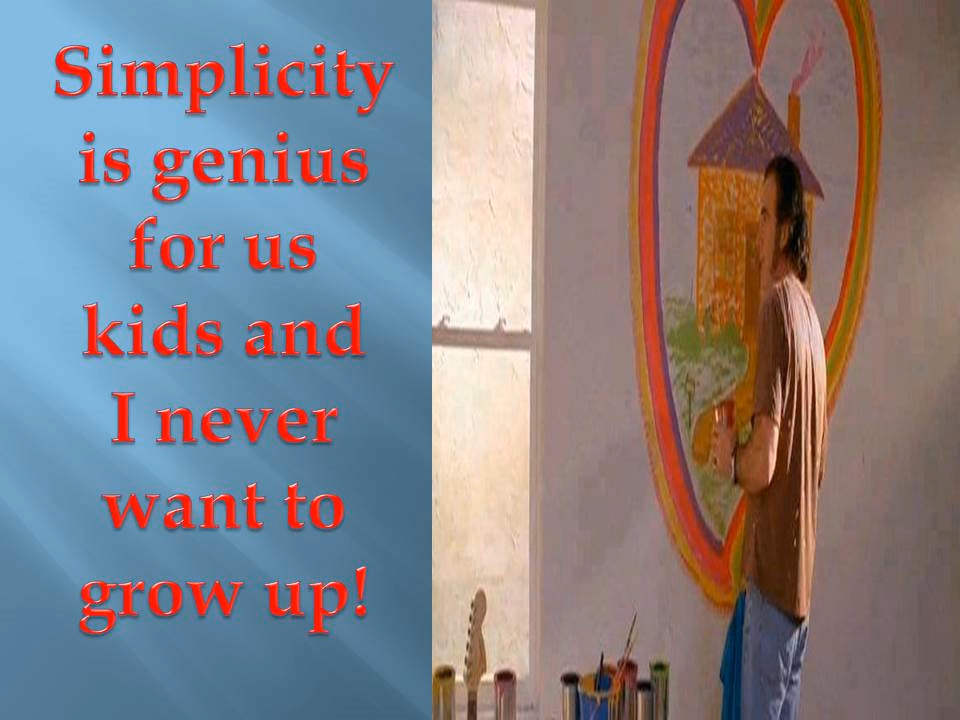 Simplicity
is genius
for us
kids and
I never
want to
grow up!